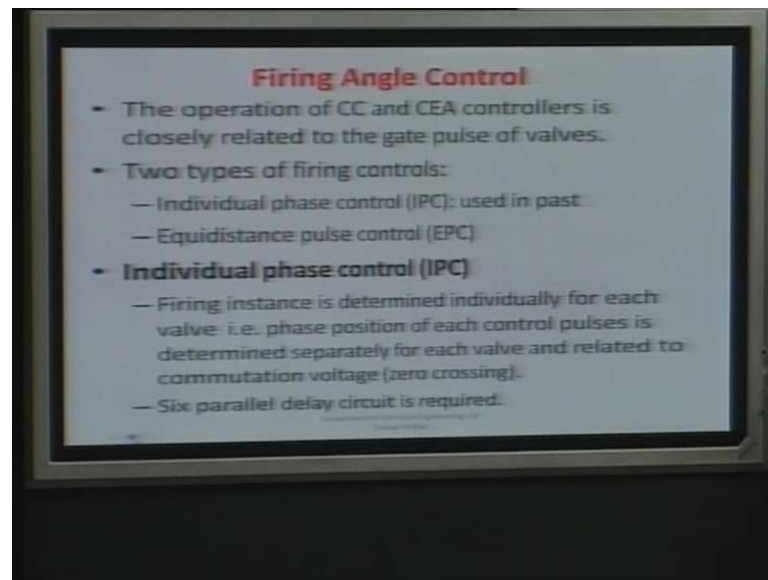 Firing Angle Control
• The operation of CC and CEA controllers is
closely related to the gate pulse of valves.
• Two types of firing controls:
— Individual phase control (IPC): used in past
— Equidistance pulse control (EPC)
• Individual phase control (IPC)
— Firing instance is determined individually for each
valve i.e. phase position of each control pulses is
determined separately for each valve and related to
commutation voltage (zero crossing).
— Six parallel delay circuit is required.